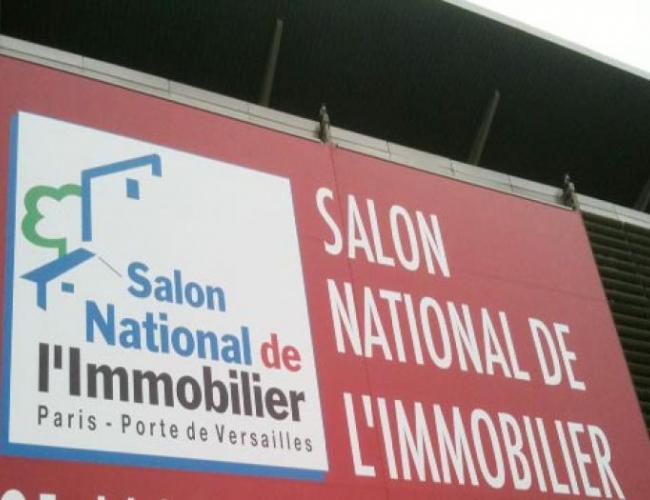 Salon
National de
l'Immobilier
Paris - Porte de Versailles
SALON
NATIONAL DE
L'IMMOBILIER